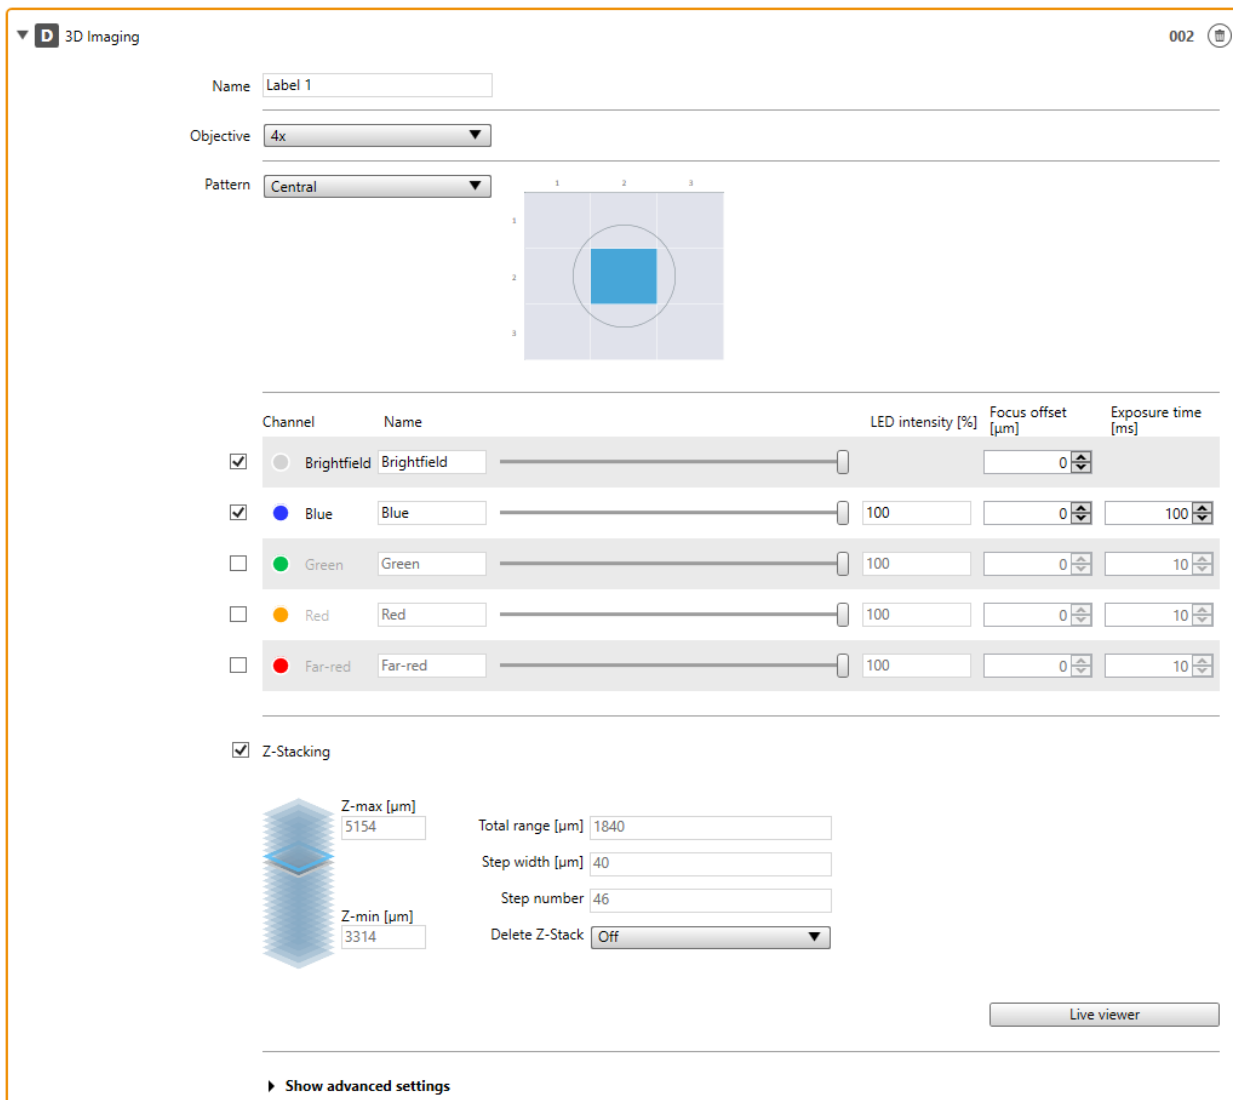 D 3D Imaging 002
Name Label 1
Objective 4x
Pattern Central
1 2 3
1
2
3
Channel Name LED intensity [%] Focus offset [µm] Exposure time [ms]
Brightfield Brightfield 0
Blue Blue 100 0 100
Green Green 100 0 10
Red Red 100 0 10
Far-red Far-red 100 0 10
Z-Stacking
Z-max [µm]
5154
Total range [µm] 1840
Step width [µm] 40
Step number 46
Z-min [µm]
3314
Delete Z-Stack Off
Live viewer
Show advanced settings